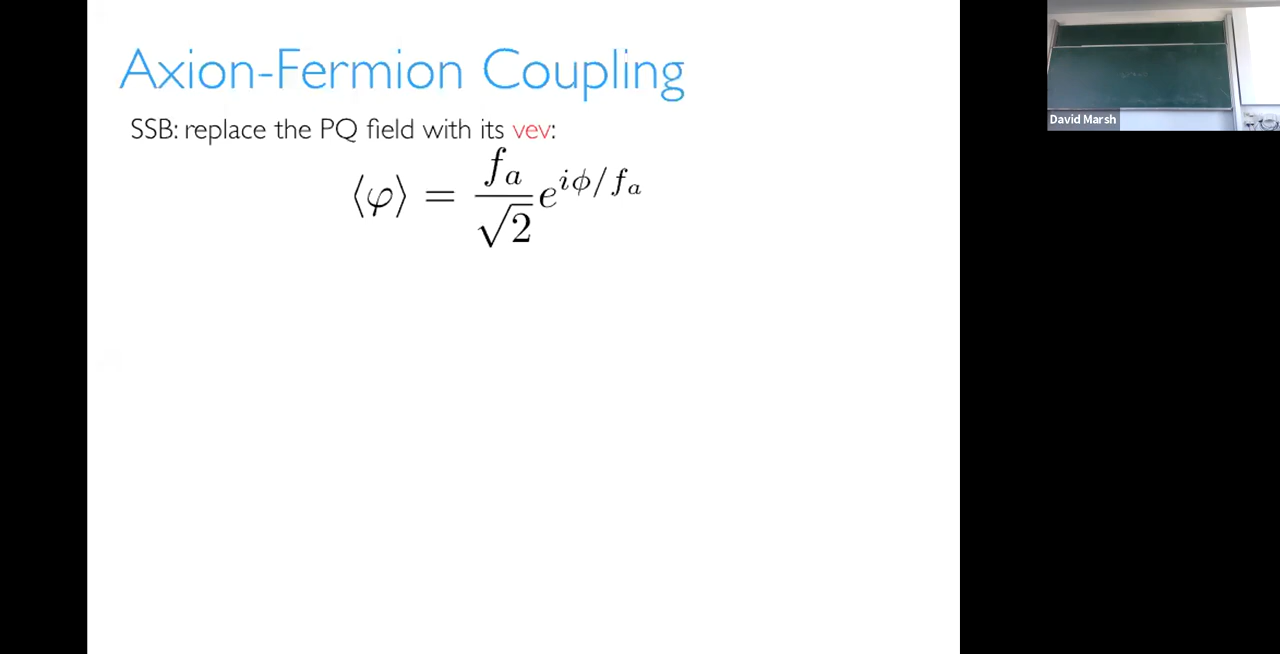 Axion-Fermion Coupling
SSB: replace the PQ field with its vev:
⟨φ⟩ = f_a/√2 e^{iϕ/f_a}
David Marsh